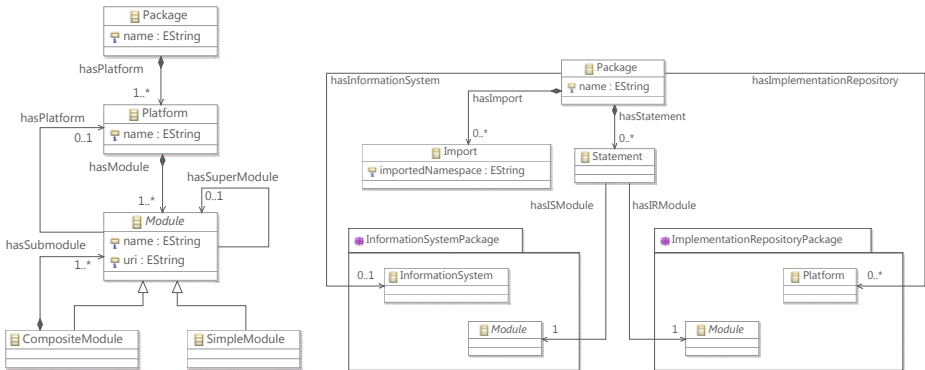 Package
name : EString
hasPlatform
1..*
hasPlatform
Platform
0..1
name : EString
hasModule
hasSuperModule
1..*
0..1
Module
name : EString
hasSubmodule
1..*
uri : EString
CompositeModule
SimpleModule
hasInformationSystem
Package
hasImplementationRepository
name : EString
hasImport
hasStatement
0..*
0..*
Import
importedNamespace : EString
Statement
hasISModule
hasIRModule
InformationSystemPackage
ImplementationRepositoryPackage
0..1
InformationSystem
Platform
0..*
Module
1
1
Module